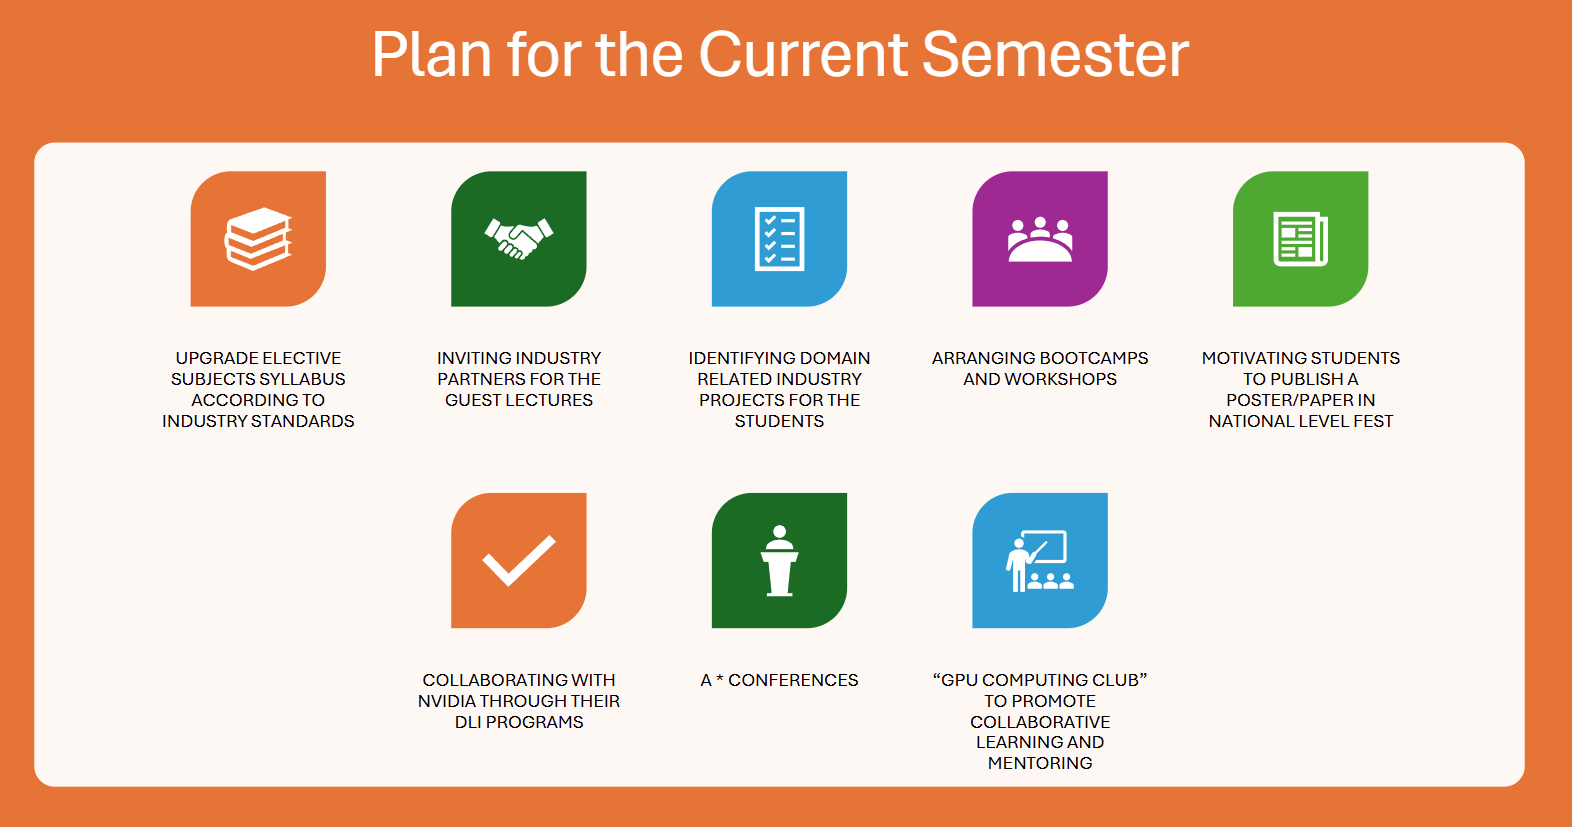 Plan for the Current Semester
UPGRADE ELECTIVE
SUBJECTS SYLLABUS
ACCORDING TO
INDUSTRY STANDARDS
INVITING INDUSTRY
PARTNERS FOR THE
GUEST LECTURES
IDENTIFYING DOMAIN
RELATED INDUSTRY
PROJECTS FOR THE
STUDENTS
ARRANGING BOOTCAMPS
AND WORKSHOPS
MOTIVATING STUDENTS
TO PUBLISH A
POSTER/PAPER IN
NATIONAL LEVEL FEST
COLLABORATING WITH
NVIDIA THROUGH THEIR
DLI PROGRAMS
A * CONFERENCES
“GPU COMPUTING CLUB”
TO PROMOTE
COLLABORATIVE
LEARNING AND
MENTORING